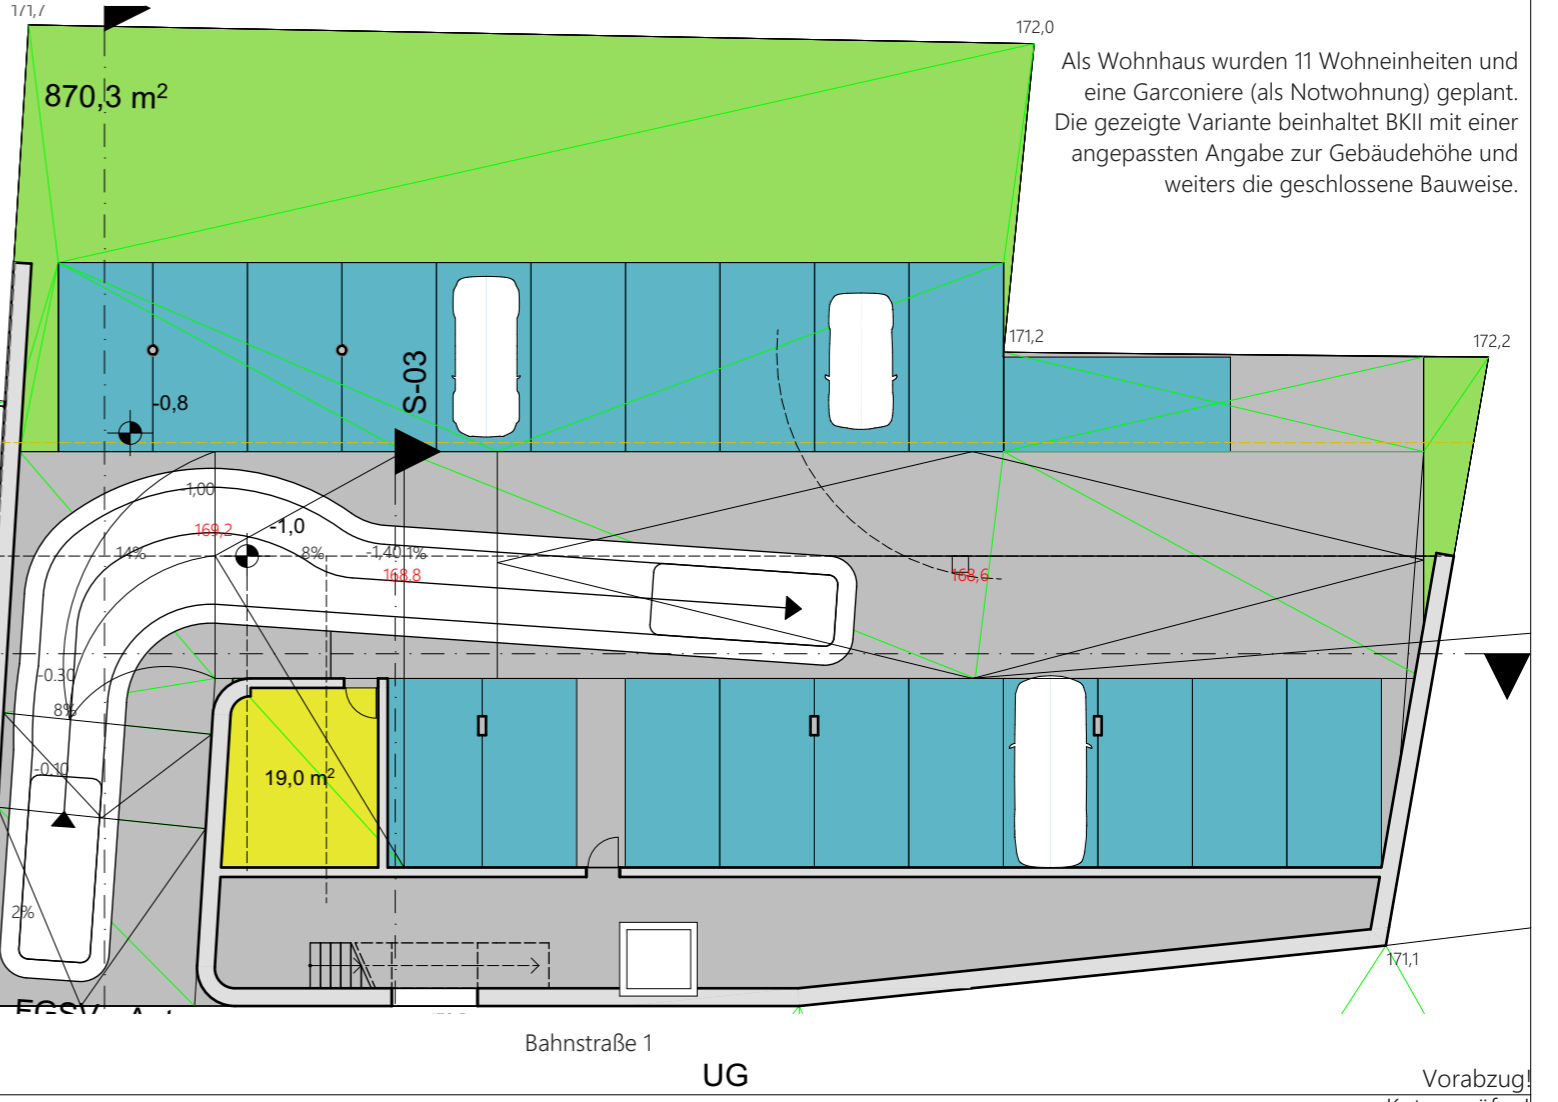 171,7
172,0
Als Wohnhaus wurden 11 Wohneinheiten und
eine Garconiere (als Notwohnung) geplant.
Die gezeigte Variante beinhaltet BKII mit einer
angepassten Angabe zur Gebäudehöhe und
weiters die geschlossene Bauweise.
870,3 m²
171,2
172,2
S-03
-0,8
-1,00
169,2
-1,0
14%
8%
-1,40
1%
168,8
168,6
-0.30
8%
-0,10
19,0 m²
2%
171,1
Bahnstraße 1
UG
Vorabzug!